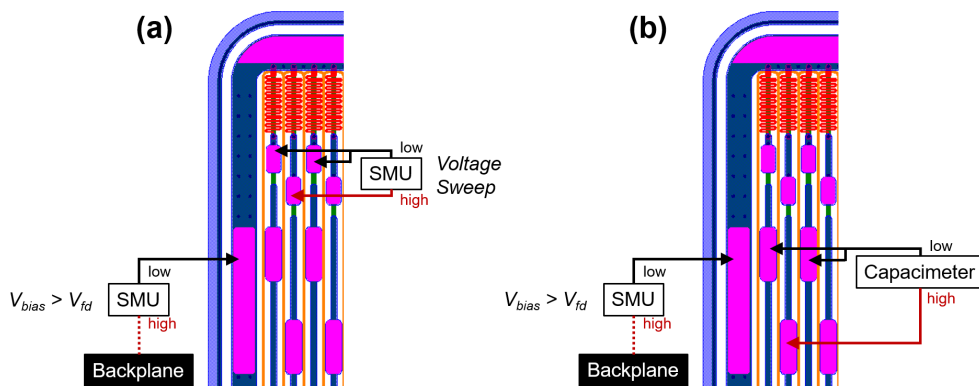 (a)
low
SMU
high
Voltage
Sweep
low
V_bias > V_fd
SMU
high
Backplane
(b)
low
Capacimeter
high
low
V_bias > V_fd
SMU
high
Backplane